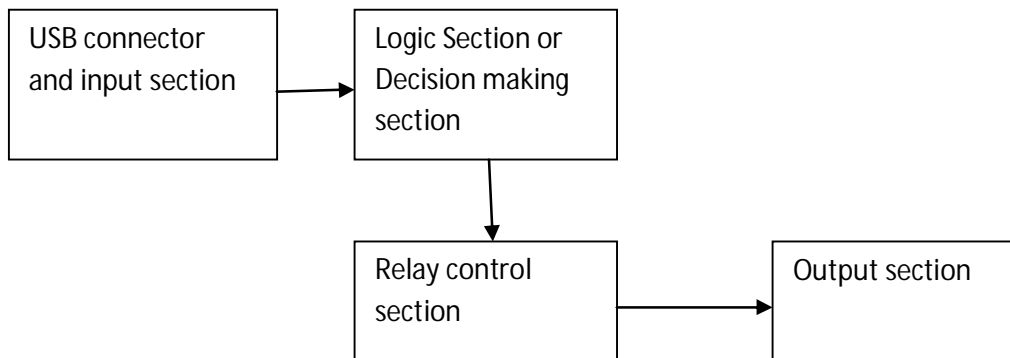 USB connector
and input section
Logic Section or
Decision making
section
Relay control
section
Output section